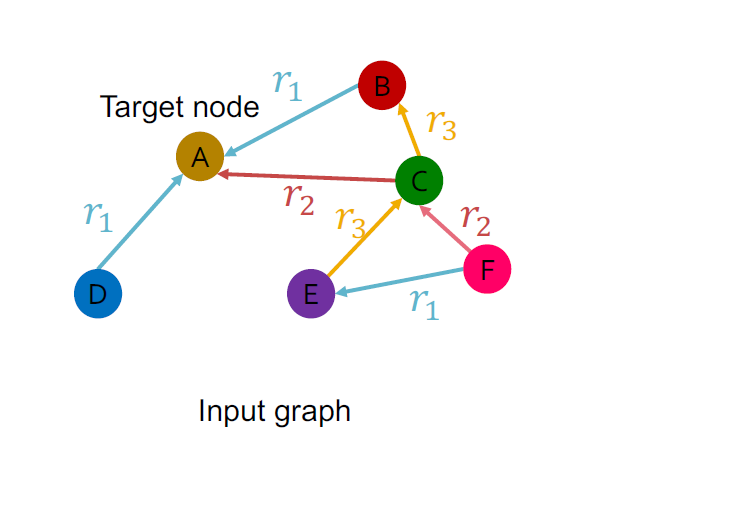 B
r₁
Target node
r₃
A
C
r₂
r₁
r₃
r₂
F
D
E
r₁
Input graph